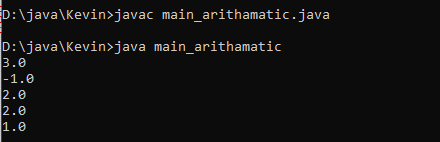 D:\java\Kevin>javac main_arithamatic.java
D:\java\Kevin>java main_arithamatic
3.0
-1.0
2.0
2.0
1.0